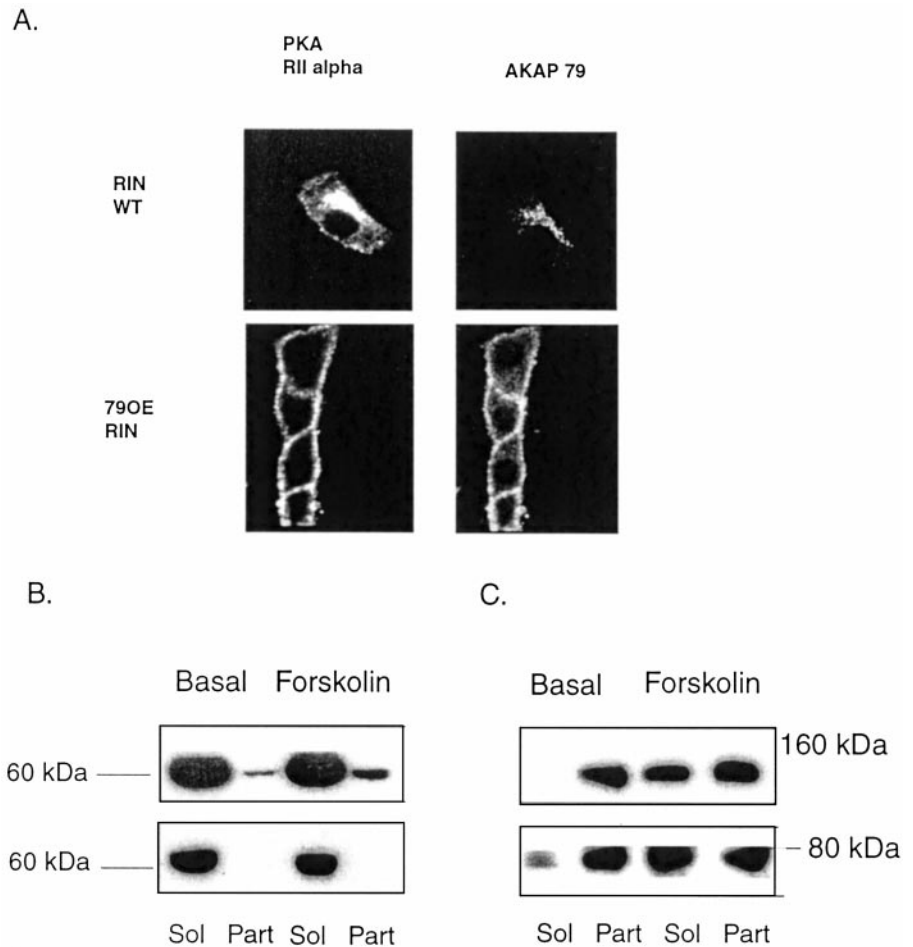 A.
PKA
RII alpha
AKAP 79
RIN
WT
79OE
RIN
B.
C.
Basal Forskolin
Basal Forskolin
60 kDa
160 kDa
60 kDa
80 kDa
Sol Part Sol Part
Sol Part Sol Part